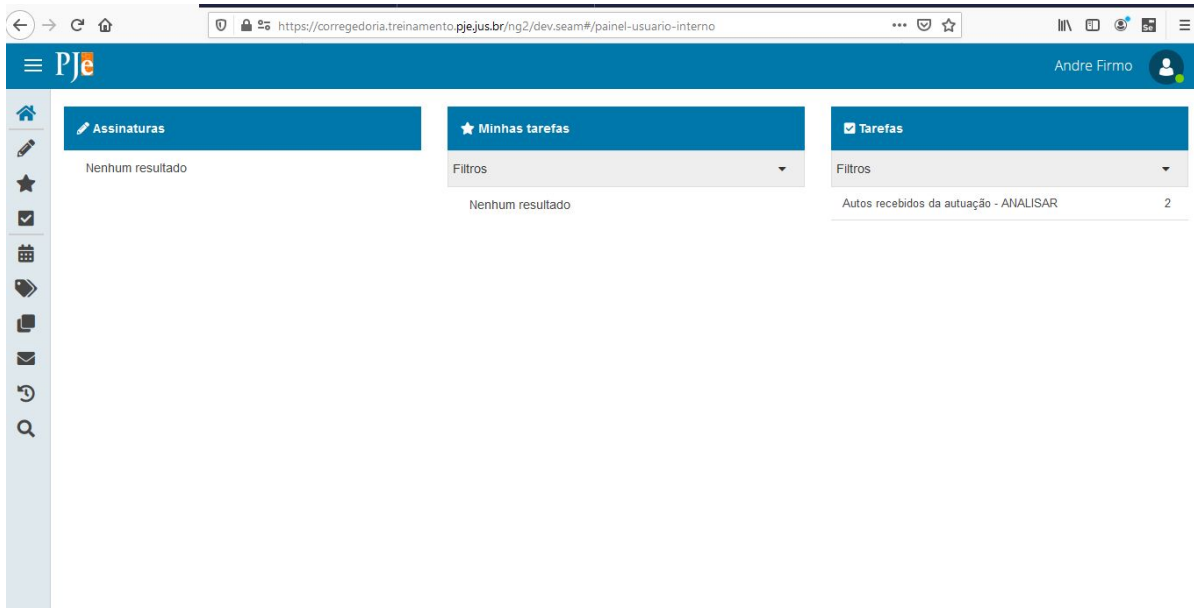 https://corregedoria.treinamento.pje.jus.br/ng2/dev.seam#/painel-usuario-interno
Se
PJe
Andre Firmo
Assinaturas
Nenhum resultado
Minhas tarefas
Filtros
Nenhum resultado
Tarefas
Filtros
Autos recebidos da autuação - ANALISAR 2